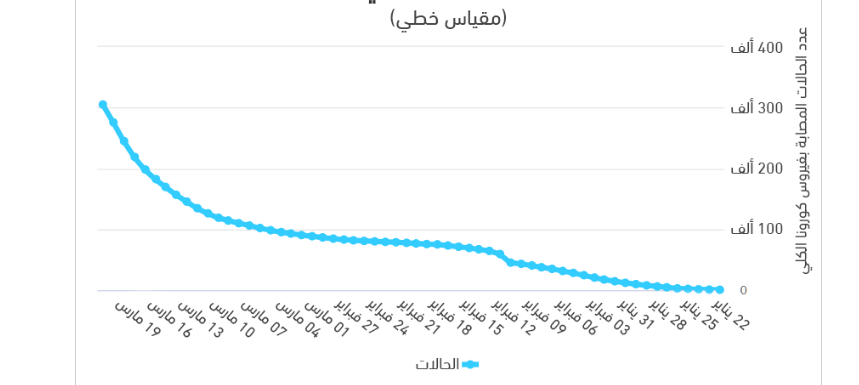 (مقياس خطي)
عدد الحالات المصابة بفيروس كورونا الكلي
400 ألف
300 ألف
200 ألف
100 ألف
0
22 يناير
25 يناير
28 يناير
31 يناير
03 فبراير
06 فبراير
09 فبراير
12 فبراير
15 فبراير
18 فبراير
21 فبراير
24 فبراير
27 فبراير
01 مارس
04 مارس
07 مارس
10 مارس
13 مارس
16 مارس
19 مارس
الحالات